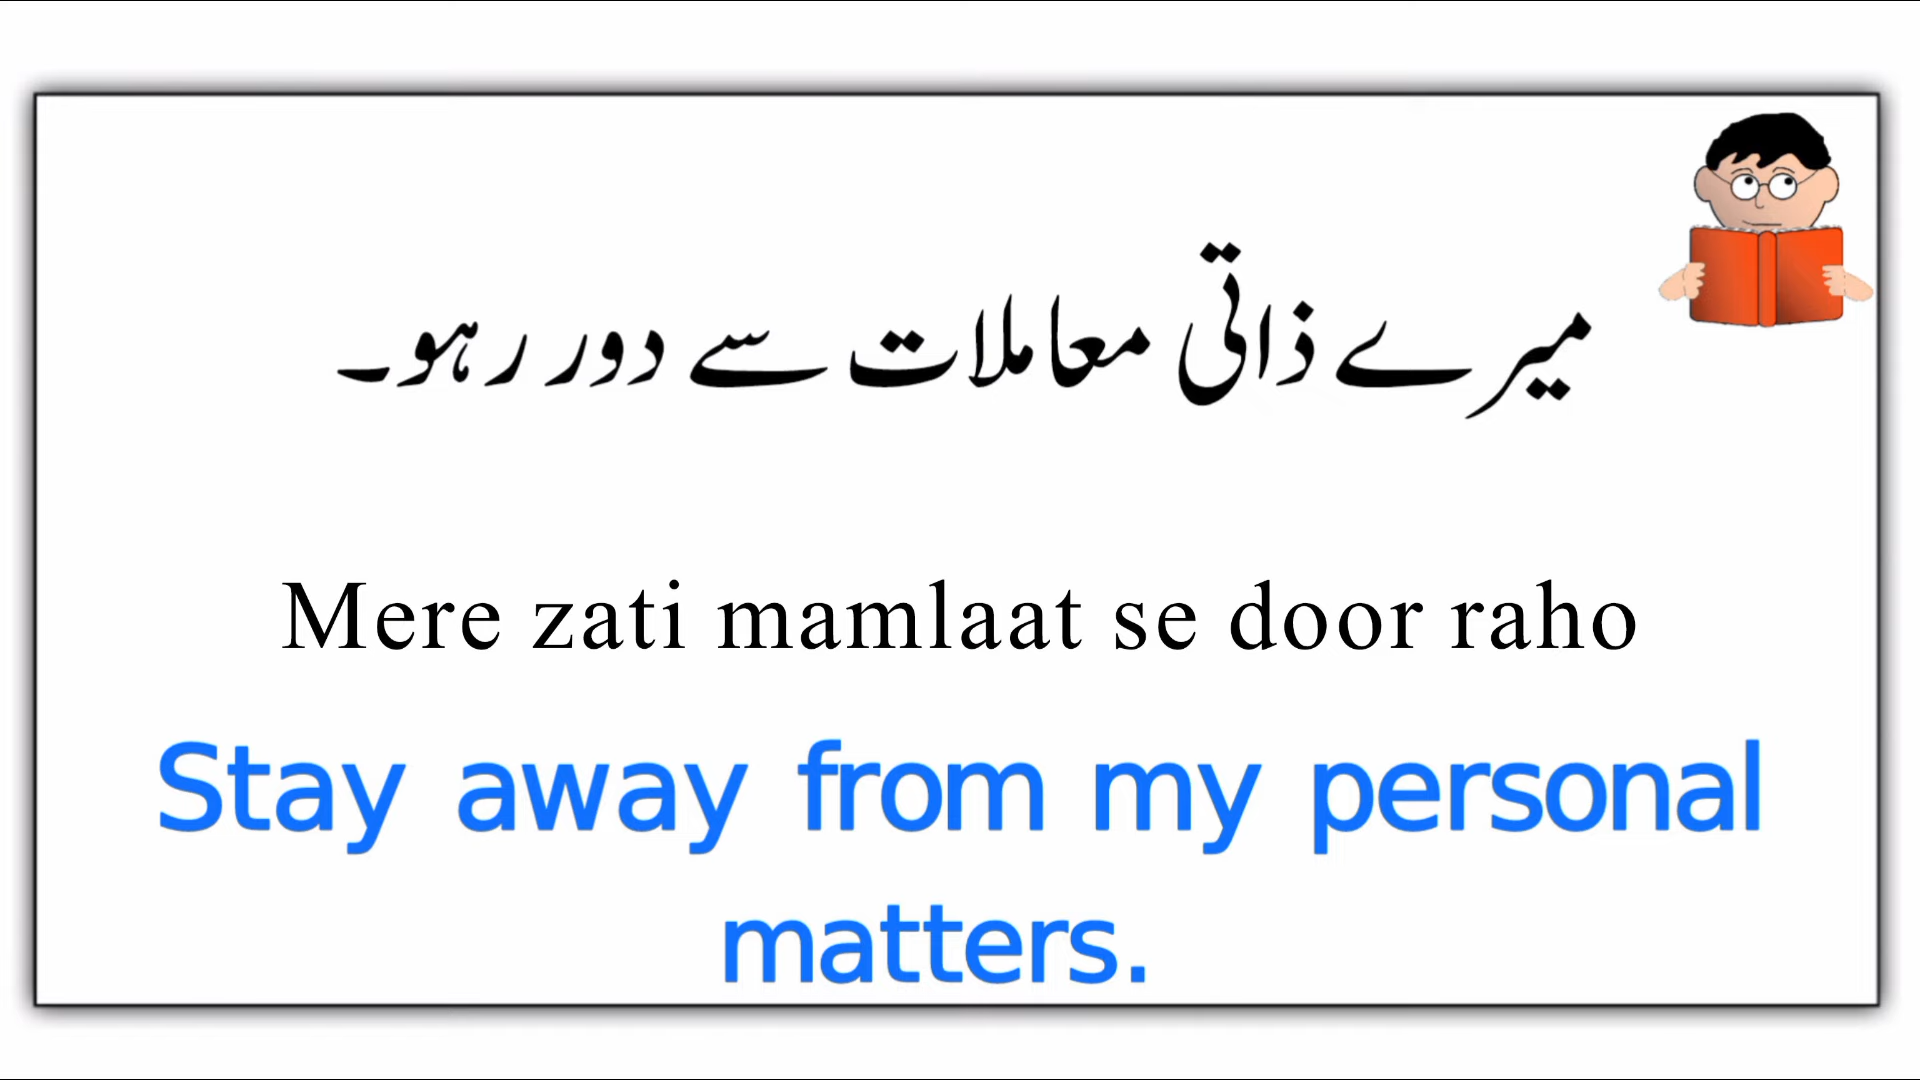 میرے ذاتی معاملات سے دور رہو۔
Mere zati mamlaat se door raho
Stay away from my personal
matters.